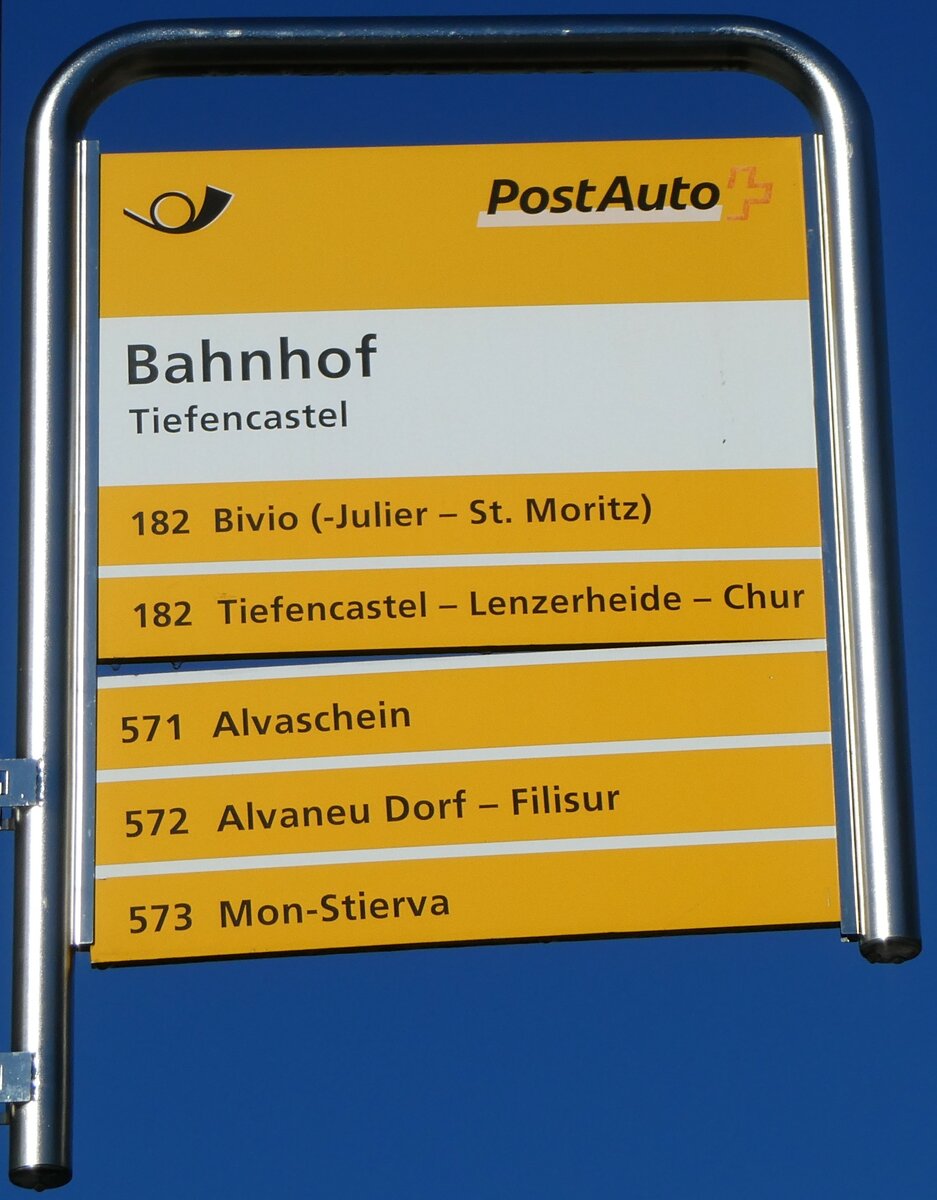 PostAuto
Bahnhof
Tiefencastel
182 Bivio (-Julier – St. Moritz)
182 Tiefencastel – Lenzerheide – Chur
571 Alvaschein
572 Alvaneu Dorf – Filisur
573 Mon-Stierva